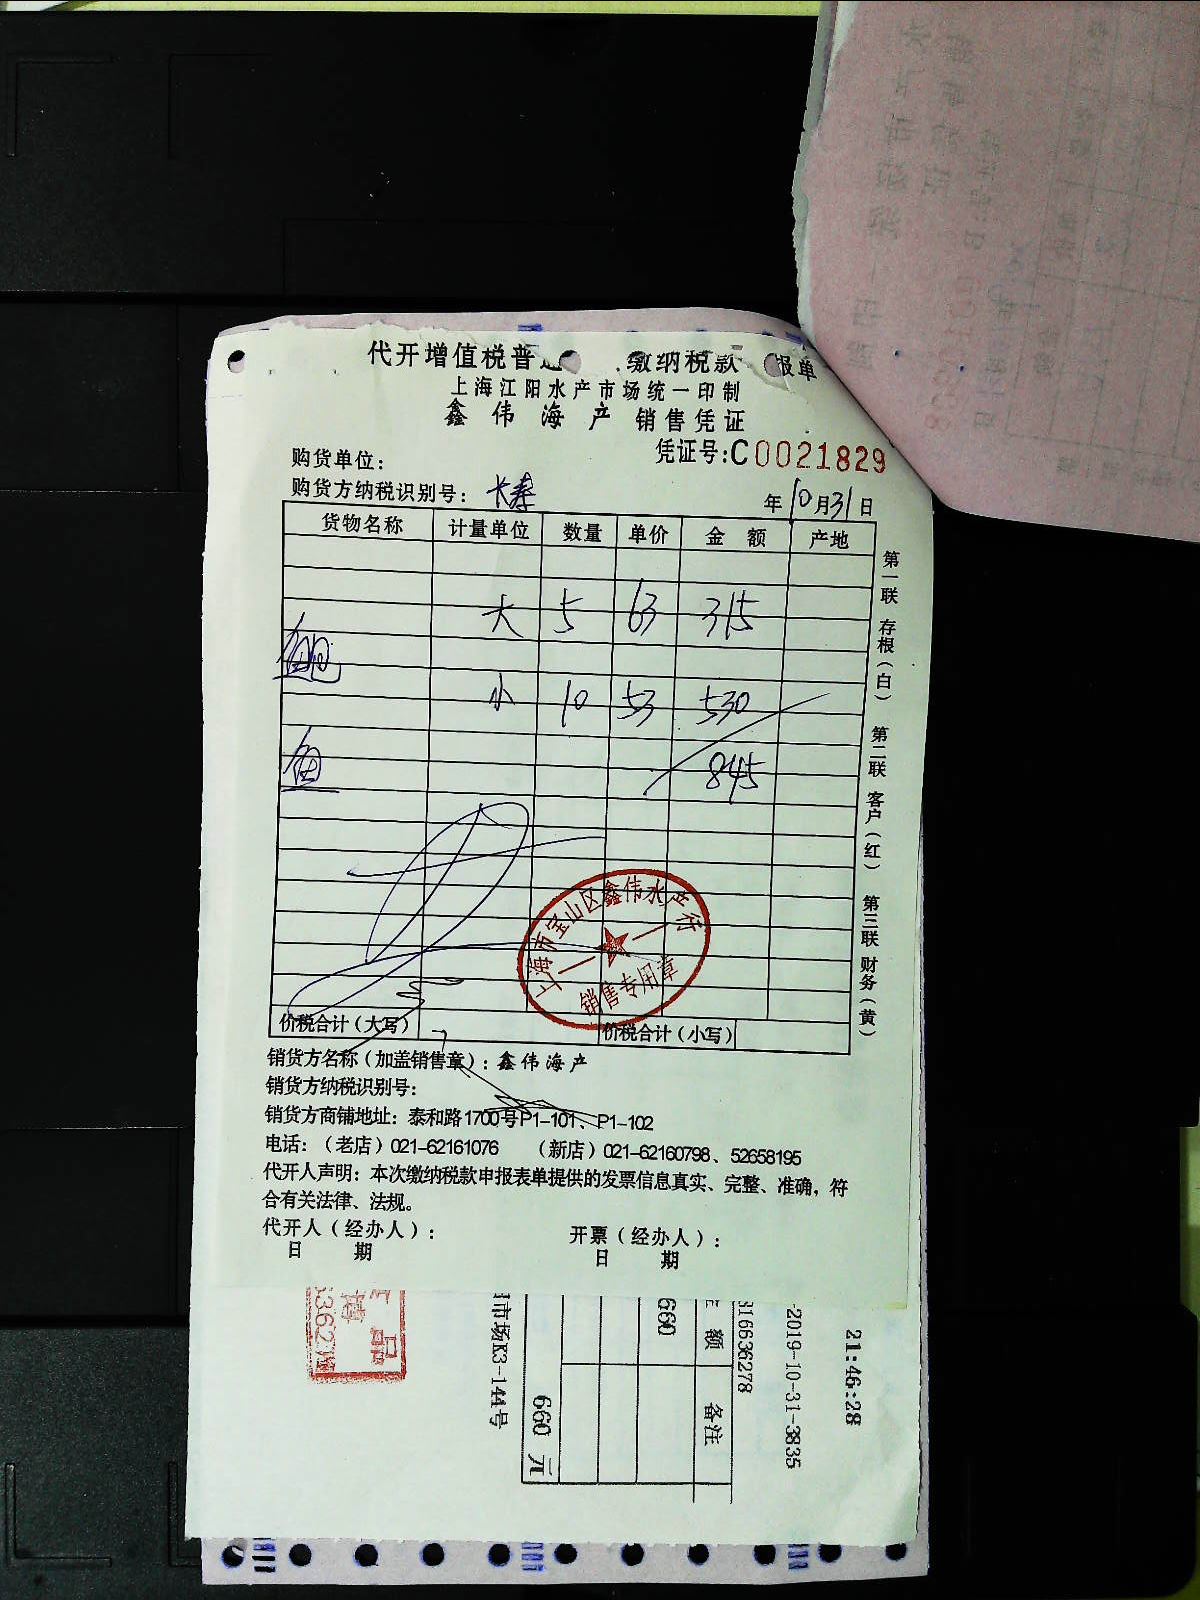 代开增值税普 缴纳税款 报单
上海江阳水产市场统一印制
鑫伟海产 销售凭证
凭证号:C0021829
购货单位:
购货方纳税识别号: 长寿
年10月31日
货物名称 计量单位 数量 单价 金额 产地
大 5 63 315
鲍
小 10 53 530
鱼
845
上海市宝山区鑫伟水产行
销售专用章
价税合计(大写) 价税合计(小写)
第一联 存根(白) 第二联 客户(红) 第三联 财务(黄)
销货方名称(加盖销售章): 鑫伟海产
销货方纳税识别号:
销货方商铺地址: 泰和路1700号P1-101、P1-102
电话: (老店)021-62161076 (新店)021-62160798、52658195
代开人声明: 本次缴纳税款申报表单提供的发票信息真实、完整、准确, 符
合有关法律、法规。
代开人(经办人): 开票(经办人):
日 期 日 期
21:46:28
-2019-10-31-3835
3166636278
额 备注
660
660 元
市场K3-144号